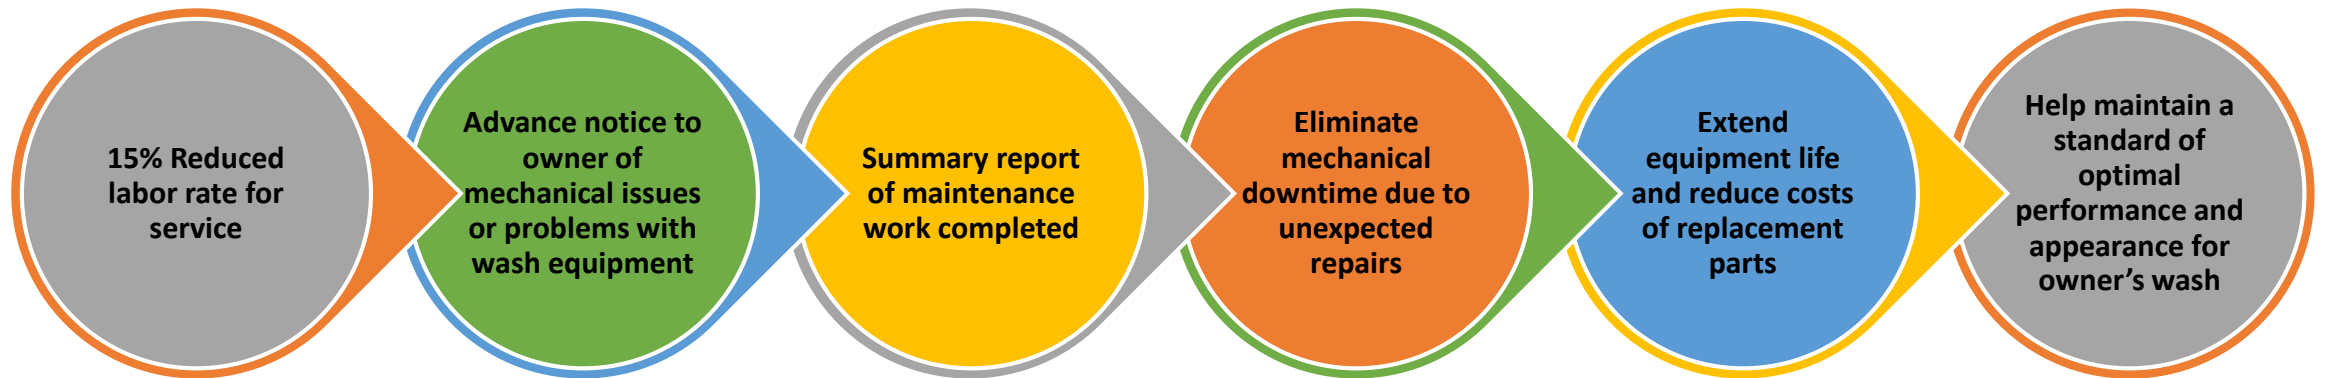 15% Reduced
labor rate for
service
Advance notice to
owner of
mechanical issues
or problems with
wash equipment
Summary report
of maintenance
work completed
Eliminate
mechanical
downtime due to
unexpected
repairs
Extend
equipment life
and reduce costs
of replacement
parts
Help maintain a
standard of
optimal
performance and
appearance for
owner’s wash